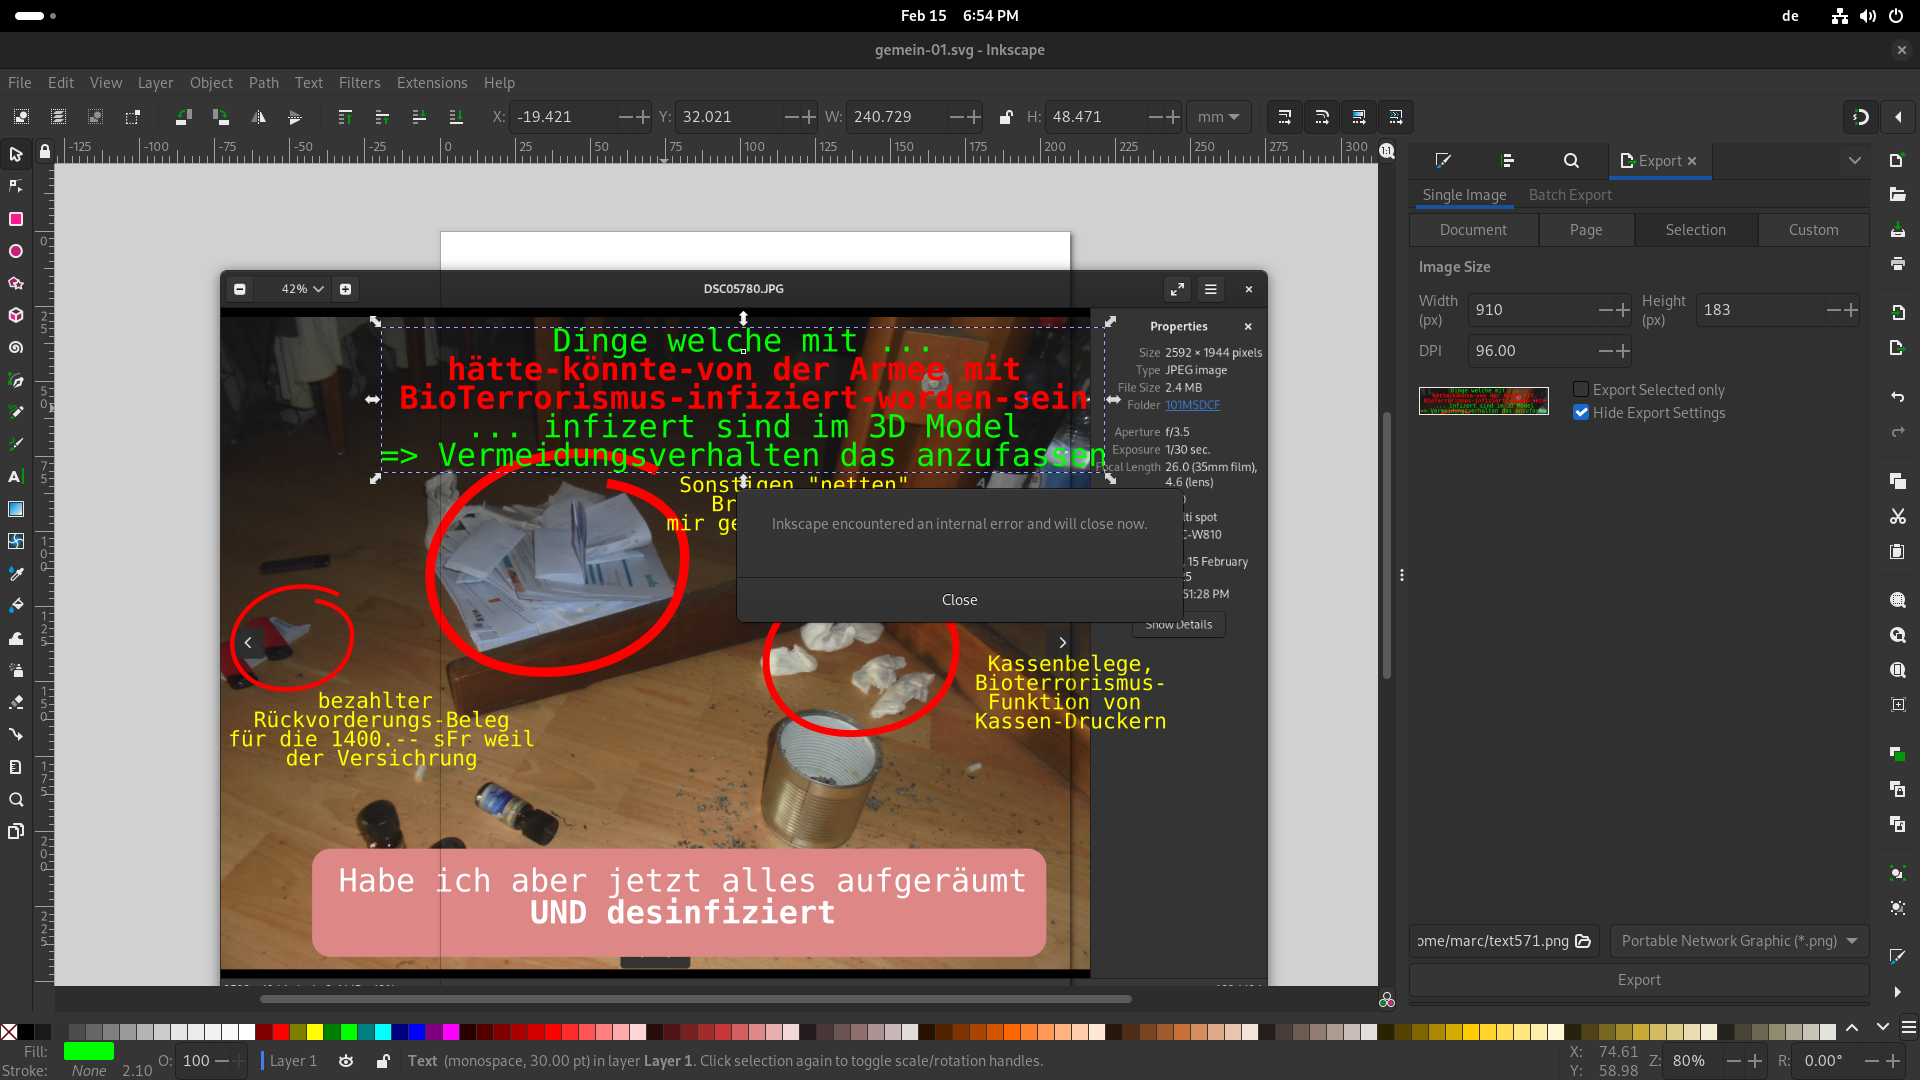 Feb 15 6:54 PM
de
gemein-01.svg - Inkscape
File Edit View Layer Object Path Filters Text Extensions Help
X: -19.421 Y: 32.021 W: 240.729 H: 48.471 mm
-125 -100 -75 -50 -25 0 25 50 75 100 125 150 175 200 225 250 275 300
1:1
Export
Single Image Batch Export
Document Page Selection Custom
Image Size
Width (px) 910 Height (px) 183
DPI 96.00
Export Selected only
Hide Export Settings
42% DSC05780.JPG
Properties
Size 2592 × 1944 pixels
Type JPEG image
File Size 2.4 MB
Folder 101MSDCF
Aperture f/3.5
Exposure 1/30 sec.
Focal Length 26.0 (35mm film),
4.6 (lens)
Dinge welche mit ...
hätte-könnte-von der Armee mit
BioTerrorismus-infiziert-worden-sein
... infizert sind im 3D Model
=> Vermeidungsverhalten das anzufassen
Sonstigen "netten"
Br
mir ge
Inkscape encountered an internal error and will close now.
Close
lti spot
C-W810
, 15 February
51:28 PM
Show Details
Kassenbelege,
Bioterrorismus-
Funktion von
Kassen-Druckern
bezahlter
Rückvorderungs-Beleg
für die 1400.-- sFr weil
der Versichrung
Habe ich aber jetzt alles aufgeräumt
UND desinfiziert
ome/marc/text571.png Portable Network Graphic (*.png)
Export
Fill:
Stroke: None 2.10
O: 100
Layer 1
Text (monospace, 30.00 pt) in layer Layer 1. Click selection again to toggle scale/rotation handles.
X: 74.61
Y: 58.98
Z: 80%
R: 0.00°